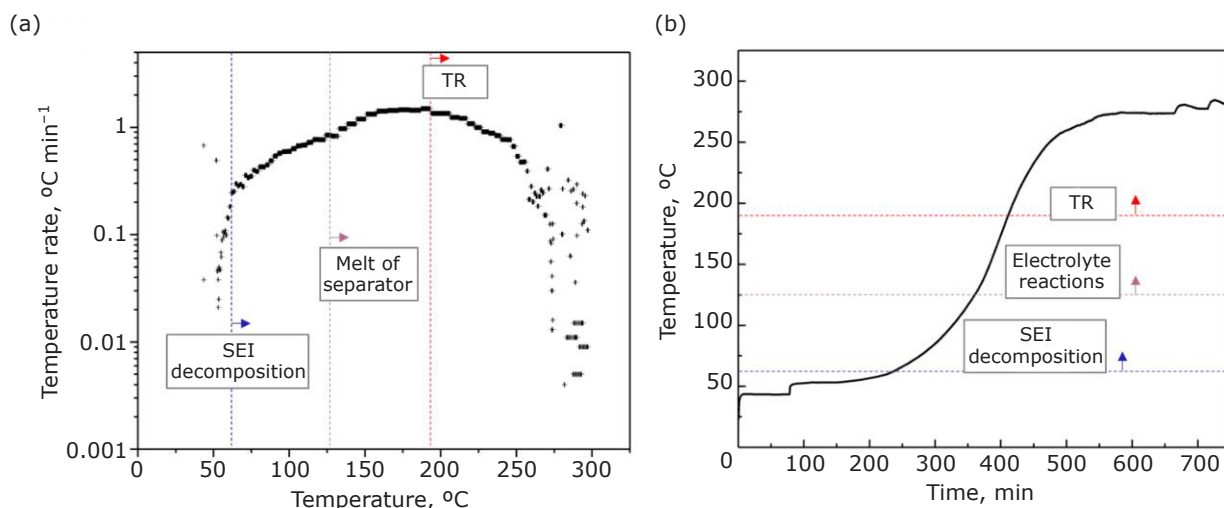 (a)
Temperature rate, ºC min⁻¹
1
0.1
0.01
0.001
TR
Melt of
separator
SEI
decomposition
0
50
100
150
200
250
300
Temperature, ºC
(b)
Temperature, ºC
300
250
200
150
100
50
0
TR
Electrolyte
reactions
SEI
decomposition
100
200
300
400
500
600
700
Time, min